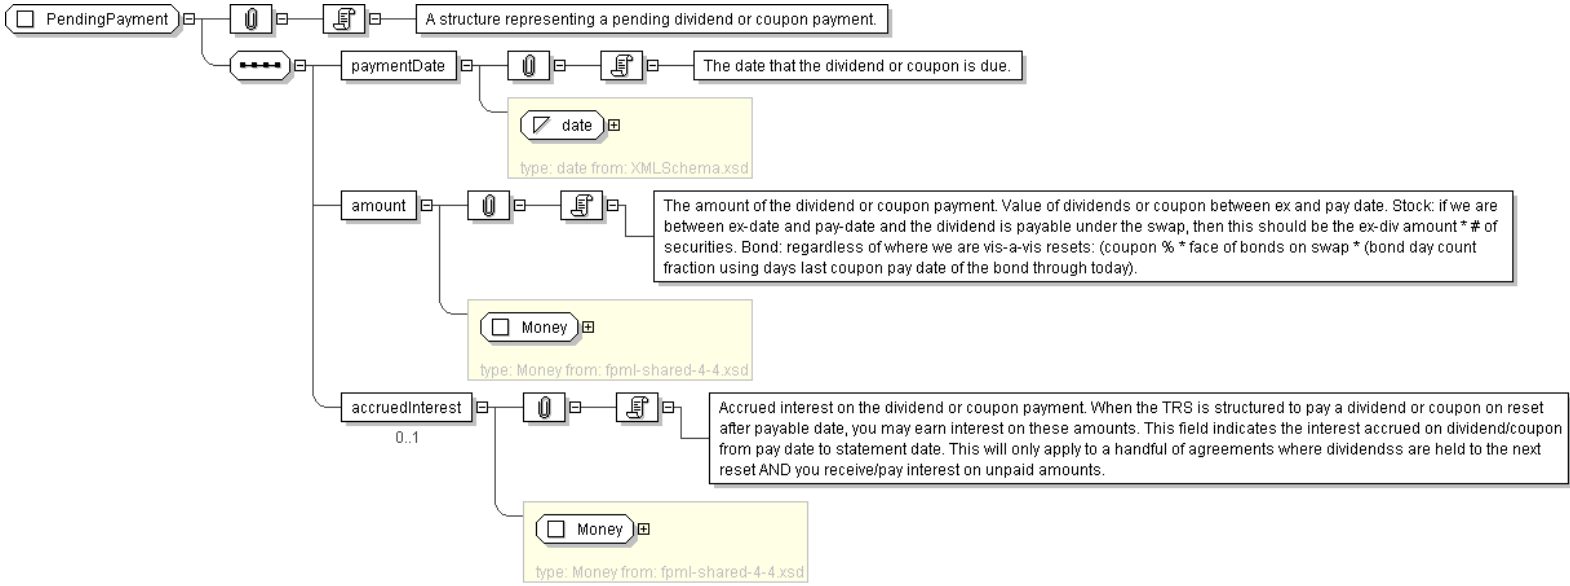 PendingPayment
A structure representing a pending dividend or coupon payment.
paymentDate
The date that the dividend or coupon is due.
date
type: date from: XMLSchema.xsd
amount
The amount of the dividend or coupon payment. Value of dividends or coupon between ex and pay date. Stock: if we are
between ex-date and pay-date and the dividend is payable under the swap, then this should be the ex-div amount * # of
securities. Bond: regardless of where we are vis-a-vis resets: (coupon % * face of bonds on swap * (bond day count
fraction using days last coupon pay date of the bond through today).
Money
type: Money from: fpml-shared-4-4.xsd
accruedInterest
0..1
Accrued interest on the dividend or coupon payment. When the TRS is structured to pay a dividend or coupon on reset
after payable date, you may earn interest on these amounts. This field indicates the interest accrued on dividend/coupon
from pay date to statement date. This will only apply to a handful of agreements where dividendss are held to the next
reset AND you receive/pay interest on unpaid amounts.
Money
type: Money from: fpml-shared-4-4.xsd